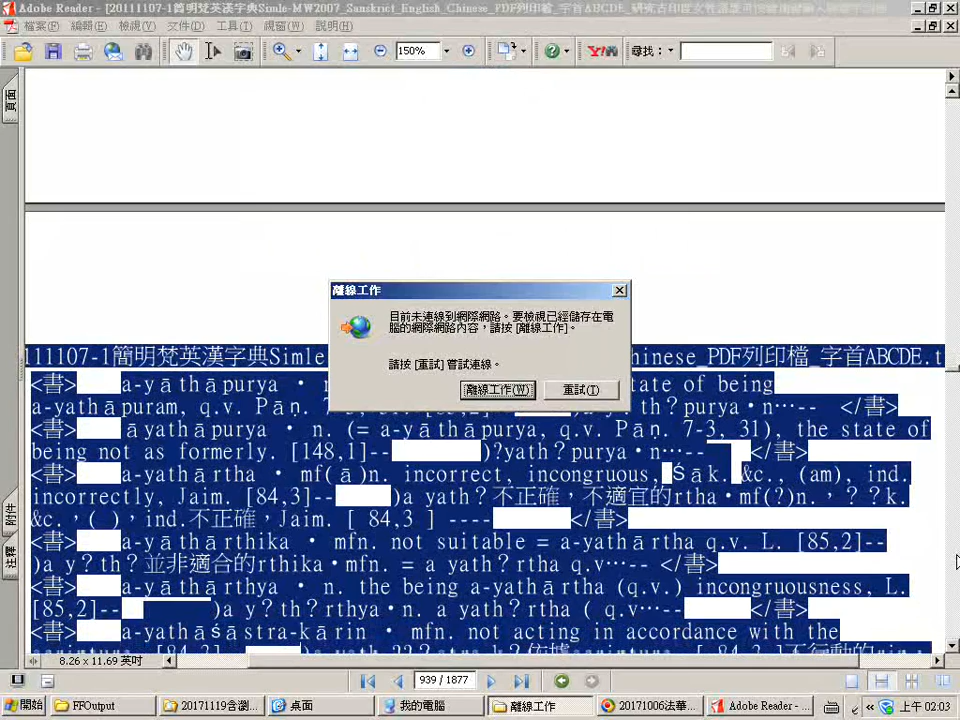 Adobe Reader - [20111107-1簡明梵英漢字典Simle-MW2007_Sanskrict_English_Chinese_PDF列印檔_字首ABCDE_
檔案(F) 編輯(E) 檢視(V) 文件(D) 工具(T) 視窗(W) 說明(H)
150% 尋找:
頁面
離線工作
目前未連線到網際網路。要檢視已經儲存在電
腦的網際網路內容，請按 [離線工作]。
請按 [重試] 嘗試連線。
離線工作(W) 重試(T)
111107-1簡明梵英漢字典Simle hinese_PDF列印檔_字首ABCDE.t
<書> a-yāthāpurya • n tate of being
a-yathāpuram, q.v. Pāṇ. th?purya•n…-- </書>
<書> āyathāpurya • n. (= a-yāthāpurya, q.v. Pāṇ. 7-3, 31), the state of
being not as formerly. [148,1]-- )?yath?purya•n…-- </書>
<書> a-yathārtha • mf(ā)n. incorrect, incongruous, Śāk. &c., (am), ind.
incorrectly, Jaim. [84,3]-- )a yath?不正確，不適宜的rtha•mf(?)n.，??k.
&c.，( )，ind.不正確，Jaim. [ 84,3 ] ---- </書>
<書> a-yathārthika • mfn. not suitable = a-yathārtha q.v. L. [85,2]--
)a y?th?並非適合的rthika•mfn. = a yath?rtha q.v…-- </書>
<書> a-yāthārthya • n. the being a-yathārtha (q.v.) incongruousness, L.
[85,2]-- )a y?th?rthya•n. a yath?rtha ( q.v…-- </書>
<書> a-yathāśāstra-kārin • mfn. not acting in accordance with the
附件
注釋
8.26 x 11.69 英吋
939 / 1877
開始 FFOutput 20171119含瀏... 桌面 我的電腦 離線工作 20171006法華... Adobe Reader - ... 上午 02:03